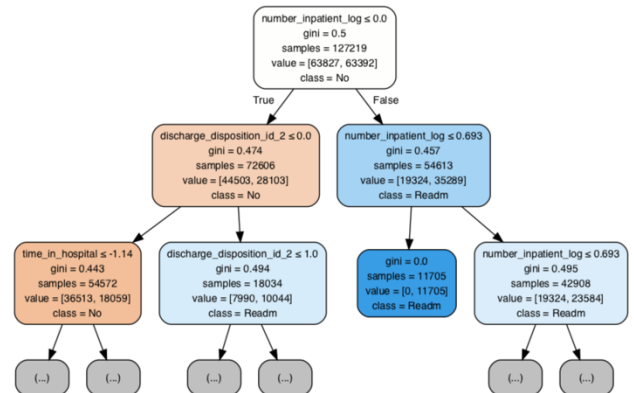 number_inpatient_log ≤ 0.0
gini = 0.5
samples = 127219
value = [63827, 63392]
class = No
True
False
discharge_disposition_id_2 ≤ 0.0
gini = 0.474
samples = 72606
value = [44503, 28103]
class = No
number_inpatient_log ≤ 0.693
gini = 0.457
samples = 54613
value = [19324, 35289]
class = Readm
time_in_hospital ≤ -1.14
gini = 0.443
samples = 54572
value = [36513, 18059]
class = No
discharge_disposition_id_2 ≤ 1.0
gini = 0.494
samples = 18034
value = [7990, 10044]
class = Readm
gini = 0.0
samples = 11705
value = [0, 11705]
class = Readm
number_inpatient_log ≤ 0.693
gini = 0.495
samples = 42908
value = [19324, 23584]
class = Readm
(...)
(...)
(...)
(...)
(...)
(...)